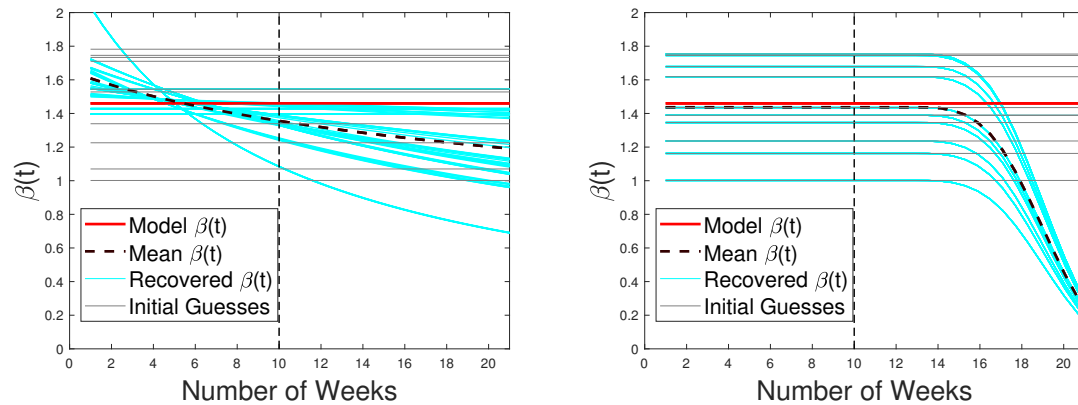 2
1.8
1.6
1.4
1.2
1
0.8
0.6
0.4
0.2
0
β(t)
Model β(t)
Mean β(t)
Recovered β(t)
Initial Guesses
0 2 4 6 8 10 12 14 16 18 20
Number of Weeks
2
1.8
1.6
1.4
1.2
1
0.8
0.6
0.4
0.2
0
β(t)
Model β(t)
Mean β(t)
Recovered β(t)
Initial Guesses
0 2 4 6 8 10 12 14 16 18 20
Number of Weeks